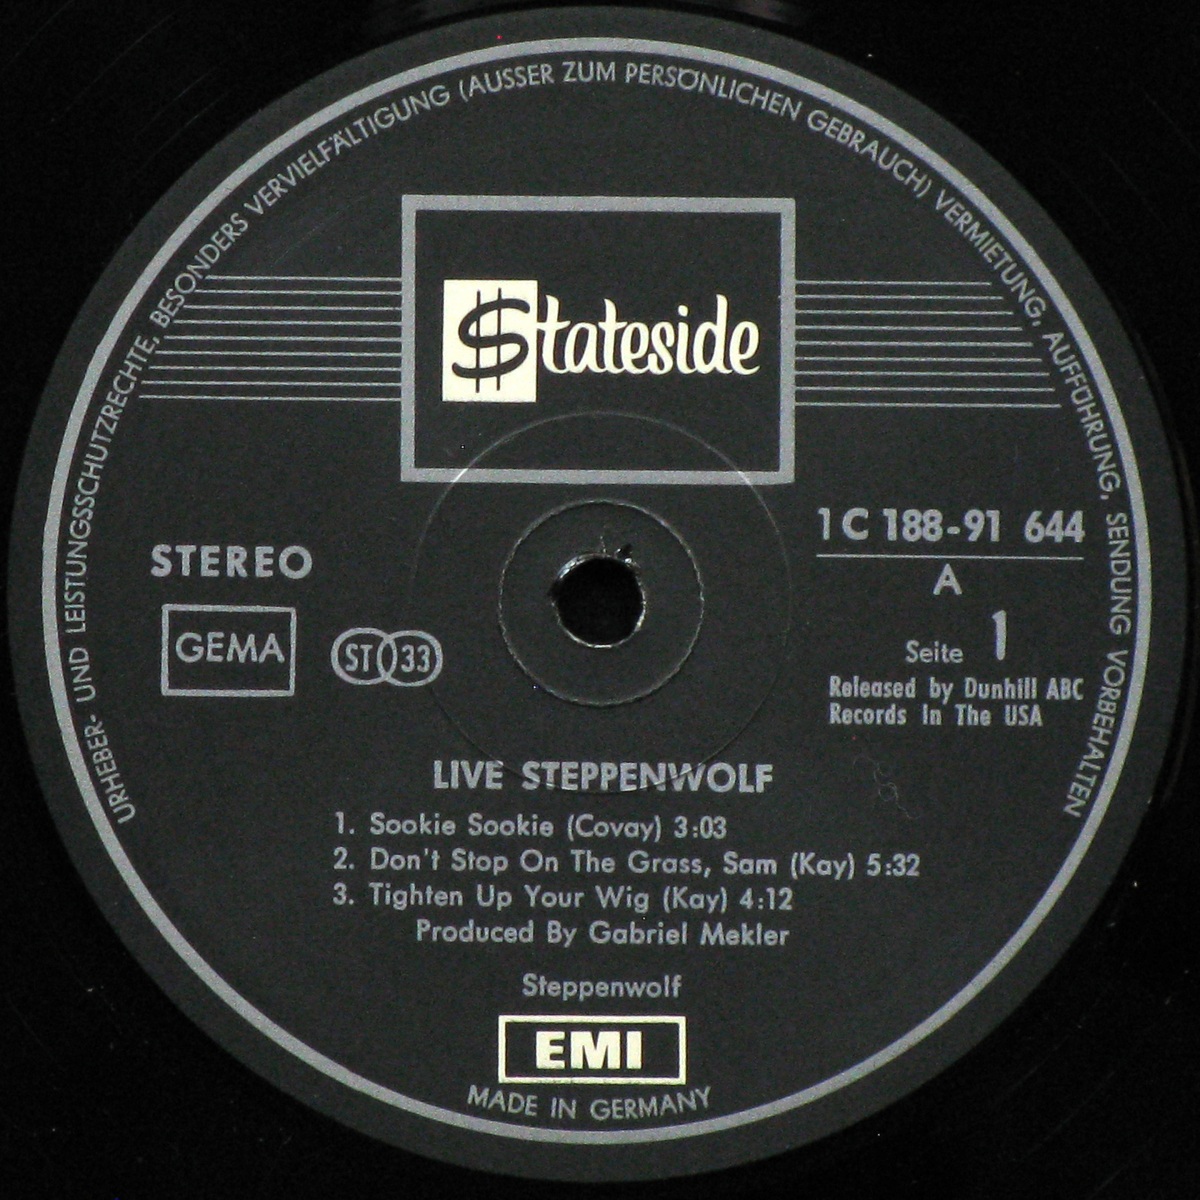 URHEBER- UND LEISTUNGSSCHUTZRECHTE, BESONDERS VERVIELFÄLTIGUNG (AUSSER ZUM PERSÖNLICHEN GEBRAUCH) VERMIETUNG, AUFFÜHRUNG, SENDUNG VORBEHALTEN
$tateside
1 C 188-91 644
A
STEREO
GEMA
ST 33
Seite 1
Released by Dunhill ABC
Records In The USA
LIVE STEPPENWOLF
1. Sookie Sookie (Covay) 3:03
2. Don't Stop On The Grass, Sam (Kay) 5:32
3. Tighten Up Your Wig (Kay) 4:12
Produced By Gabriel Mekler
Steppenwolf
EMI
MADE IN GERMANY